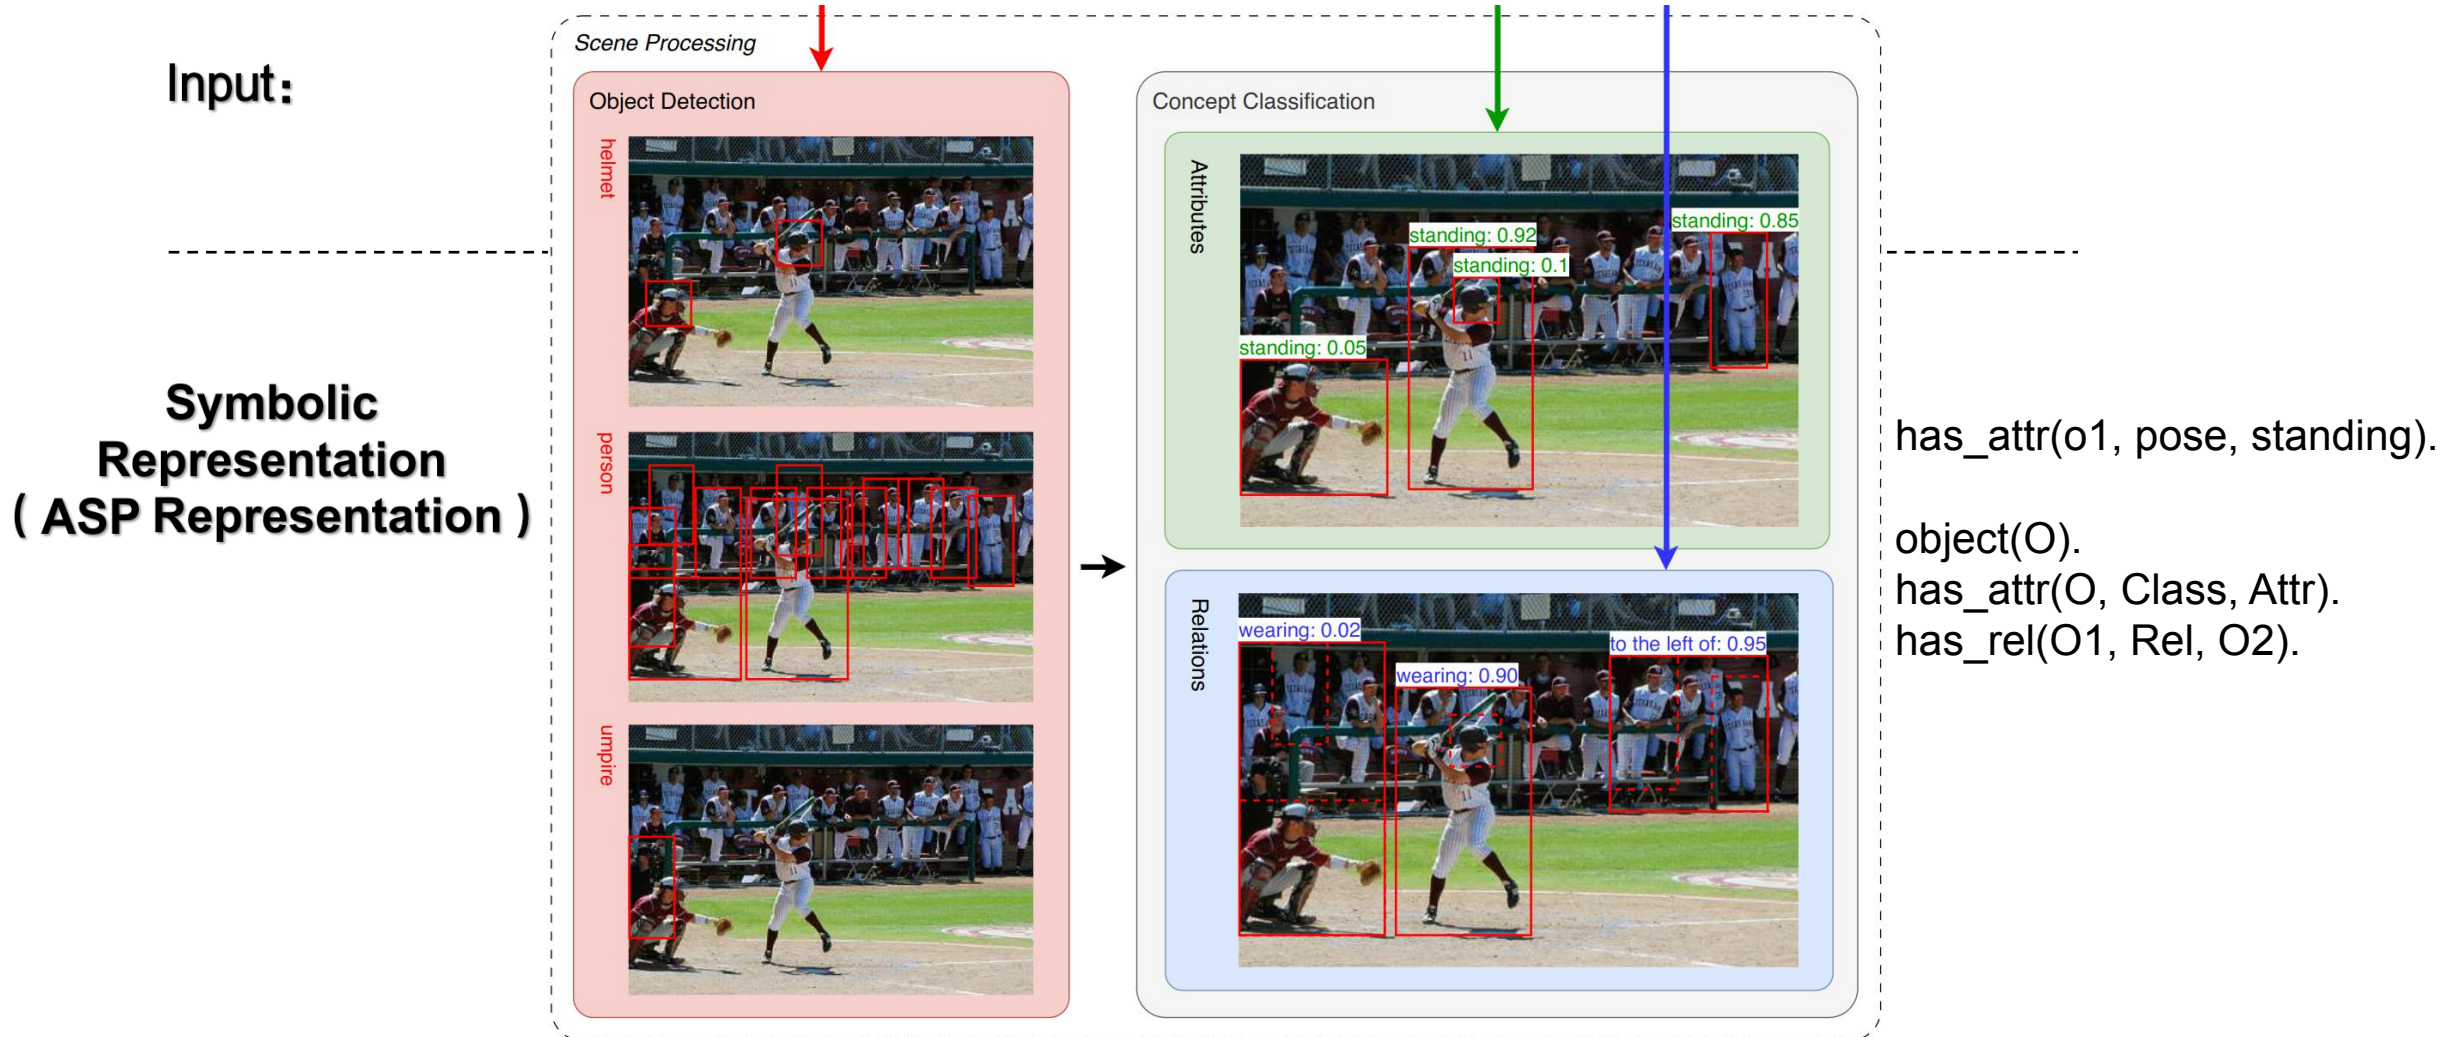 Input：
Symbolic
Representation
( ASP Representation )
Scene Processing
Object Detection
helmet
person
umpire
Concept Classification
Attributes
standing: 0.92
standing: 0.1
standing: 0.85
standing: 0.05
Relations
wearing: 0.02
wearing: 0.90
to the left of: 0.95
has_attr(o1, pose, standing).
object(O).
has_attr(O, Class, Attr).
has_rel(O1, Rel, O2).